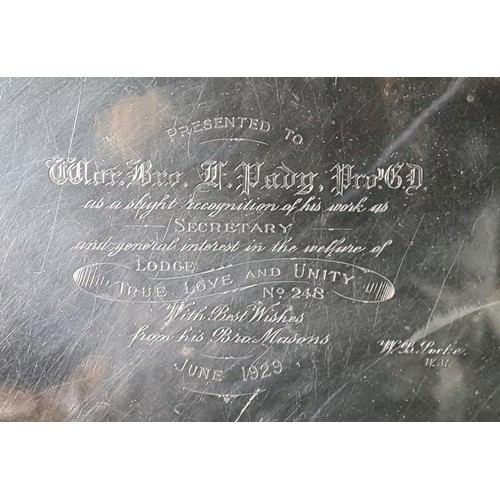 PRESENTED TO
Wor. Bro. F. Pady, Pro.G.D.
as a slight recognition of his work as
SECRETARY
and general interest in the welfare of
LODGE
"TRUE LOVE AND UNITY"
No 248
With Best Wishes
from his Bro. Masons
JUNE 1929
W.B. Locke.
W.M.